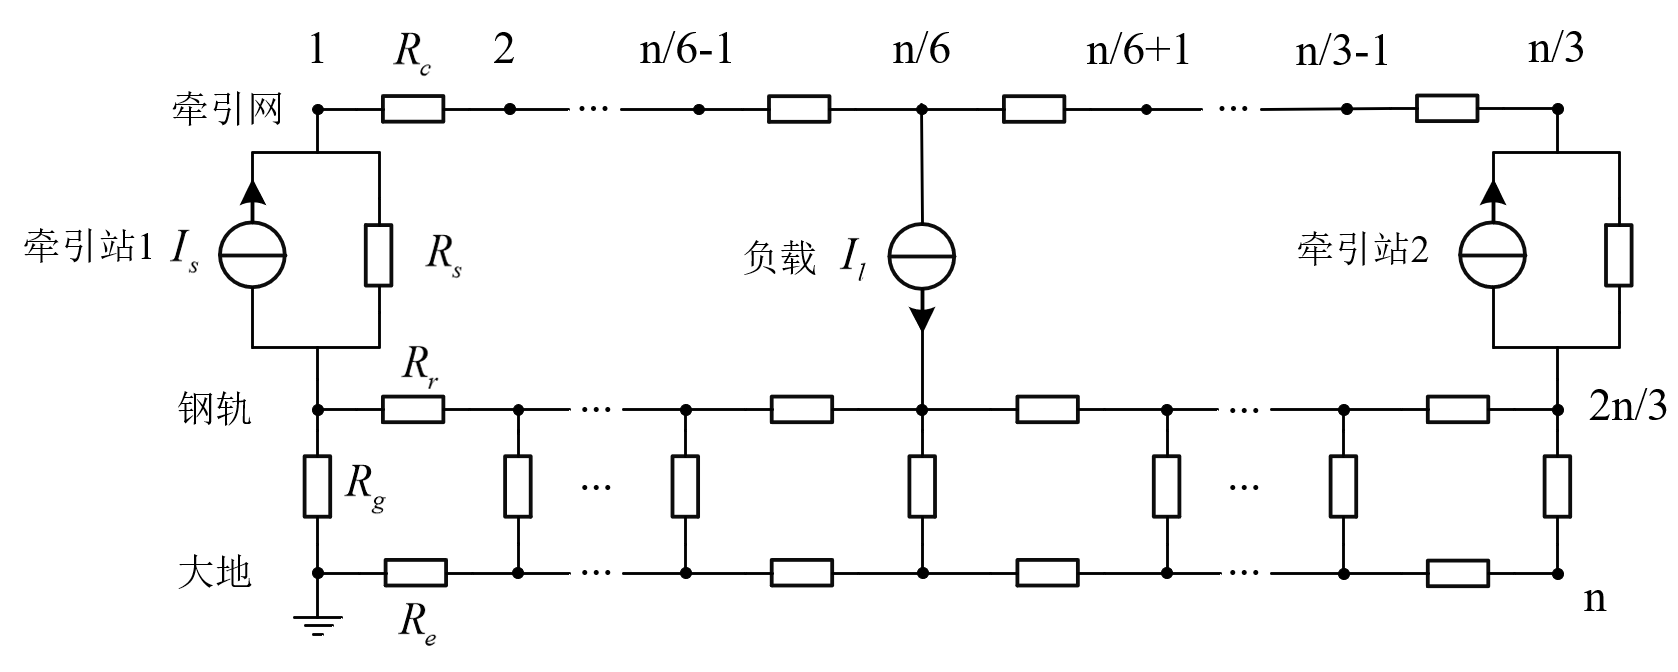 1 R_c 2 n/6-1 n/6 n/6+1 n/3-1 n/3
牵引网 ··· ···
牵引站1 I_s R_s 负载 I_l 牵引站2
R_r
钢轨 ··· ··· 2n/3
R_g ··· ···
大地 ··· ···
R_e n